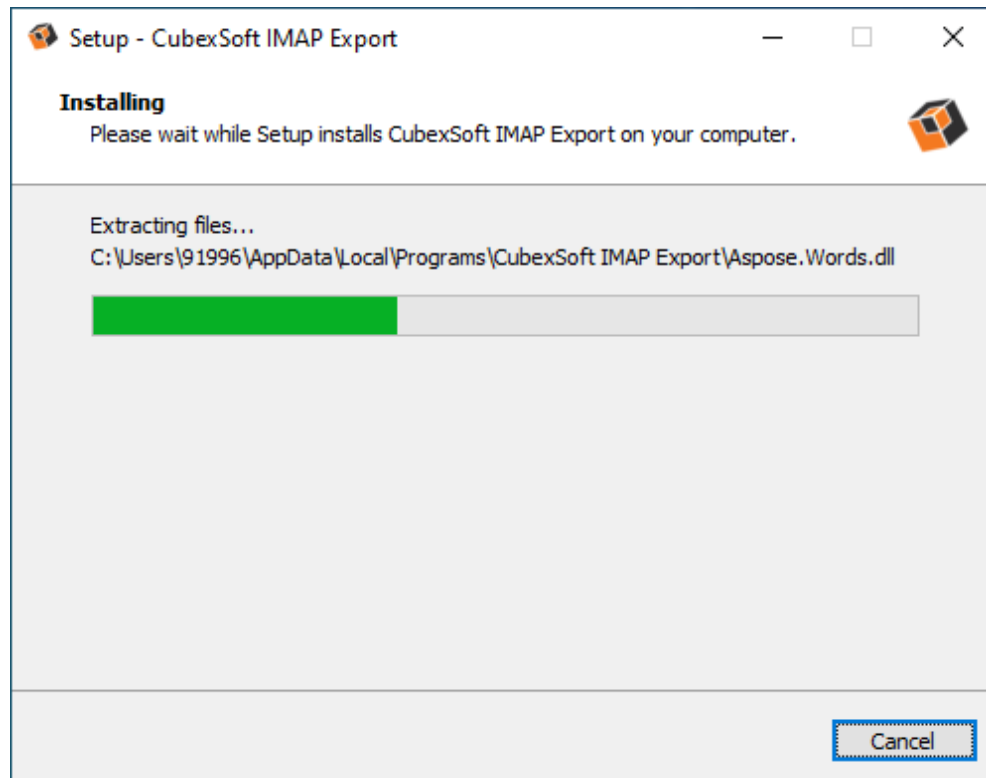 Setup - CubexSoft IMAP Export
Installing
Please wait while Setup installs CubexSoft IMAP Export on your computer.
Extracting files...
C:\Users\91996\AppData\Local\Programs\CubexSoft IMAP Export\Aspose.Words.dll
Cancel